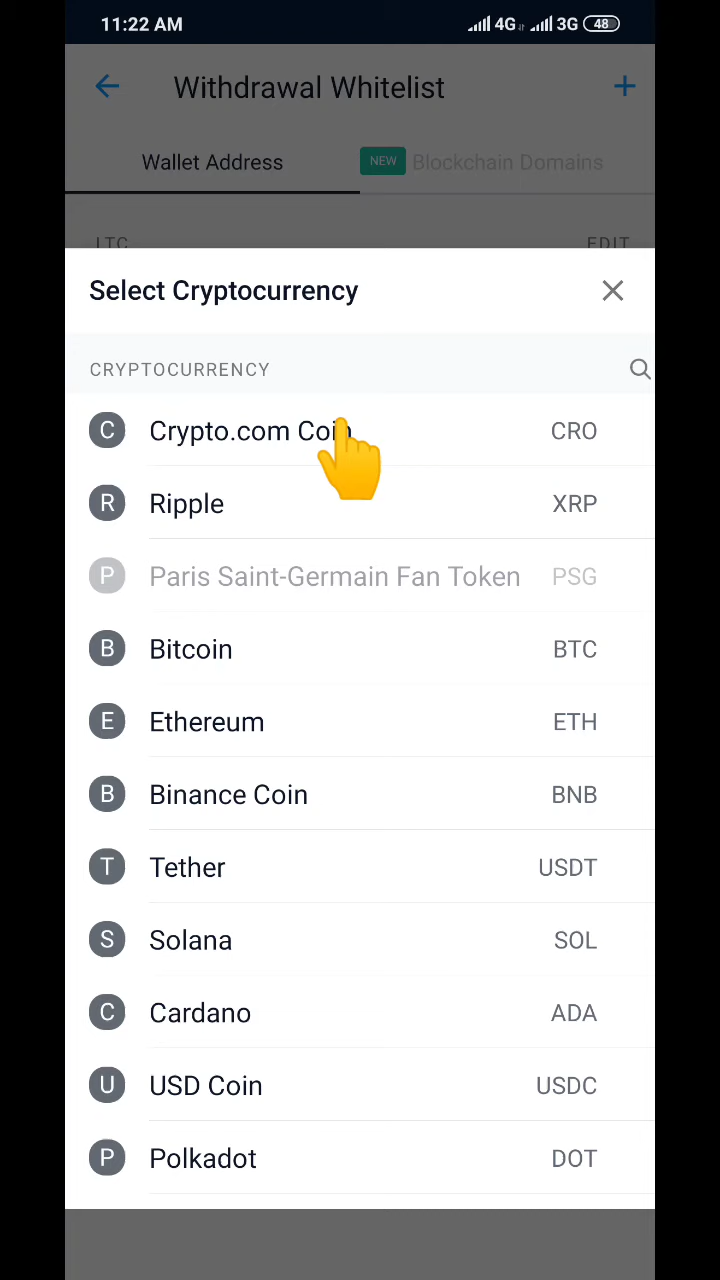 11:22 AM 4G 3G 48
Withdrawal Whitelist +
Wallet Address NEW Blockchain Domains
LTC EDIT
Select Cryptocurrency
CRYPTOCURRENCY
C Crypto.com Coin CRO
R Ripple XRP
P Paris Saint-Germain Fan Token PSG
B Bitcoin BTC
E Ethereum ETH
B Binance Coin BNB
T Tether USDT
S Solana SOL
C Cardano ADA
U USD Coin USDC
P Polkadot DOT